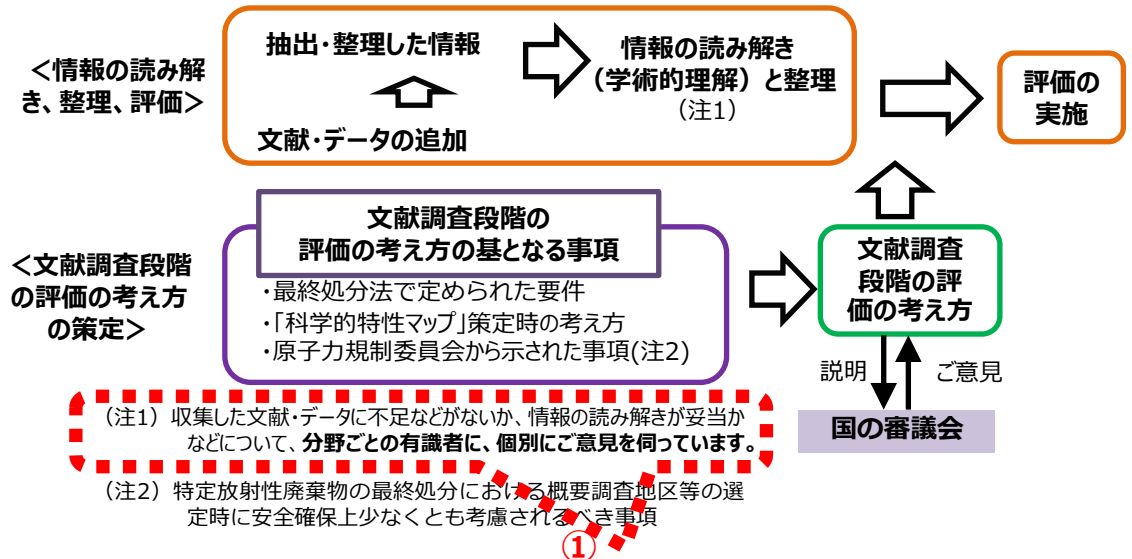 <情報の読み解
き、整理、評価>
抽出・整理した情報
文献・データの追加
情報の読み解き
(学術的理解)と整理
(注1)
評価の
実施
<文献調査段階
の評価の考え方
の策定>
文献調査段階の
評価の考え方の基となる事項
・最終処分法で定められた要件
・「科学的特性マップ」策定時の考え方
・原子力規制委員会から示された事項(注2)
文献調査
段階の評
価の考え方
説明
ご意見
国の審議会
(注1)収集した文献・データに不足などがないか、情報の読み解きが妥当か
などについて、分野ごとの有識者に、個別にご意見を伺っています。
(注2)特定放射性廃棄物の最終処分における概要調査地区等の選
定時に安全確保上少なくとも考慮されるべき事項
①